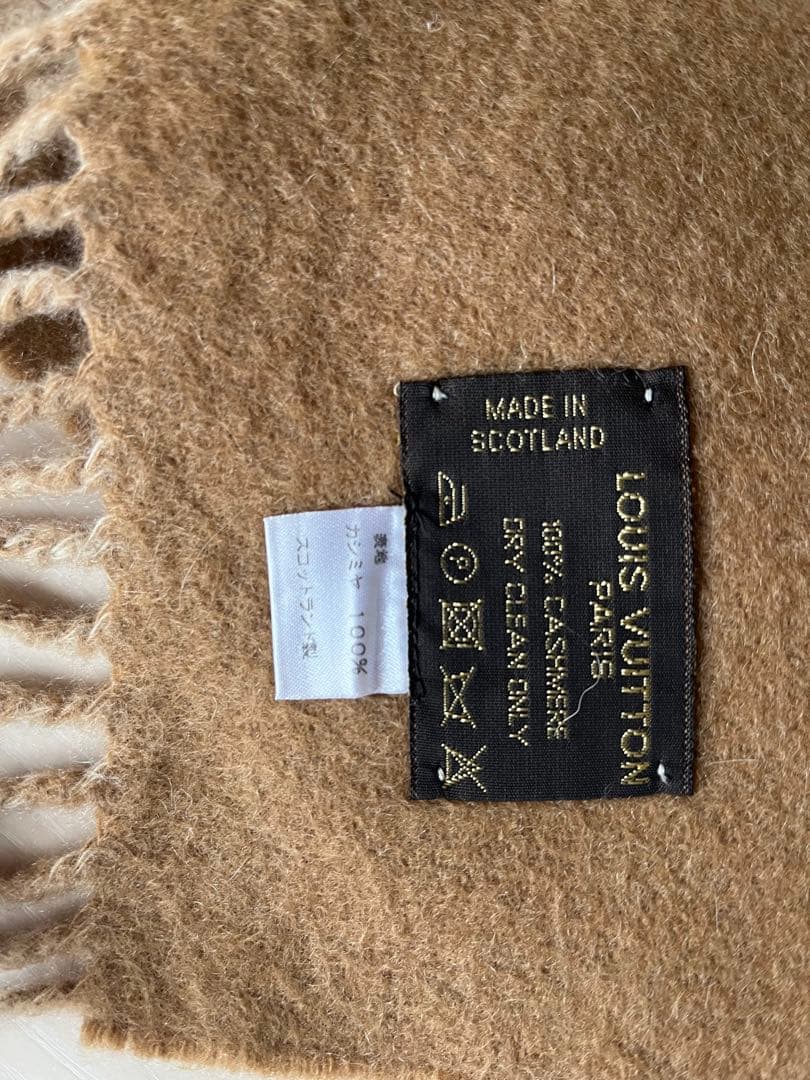 MADE IN
SCOTLAND
LOUIS VUITTON
PARIS
100% CASHMERE
DRY CLEAN ONLY
表地
カシミヤ 100%
スコットランド製